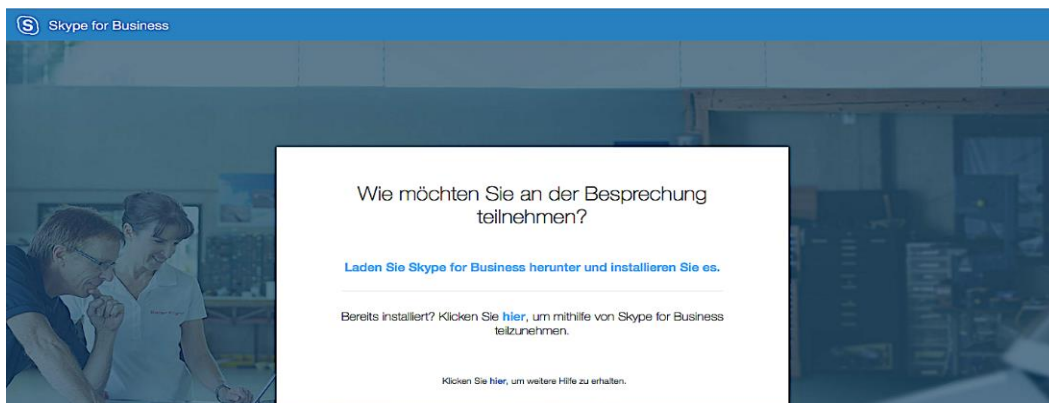 Skype for Business
Wie möchten Sie an der Besprechung
teilnehmen?
Laden Sie Skype for Business herunter und installieren Sie es.
Bereits installiert? Klicken Sie hier, um mithilfe von Skype for Business
teilzunehmen.
Klicken Sie hier, um weitere Hilfe zu erhalten.